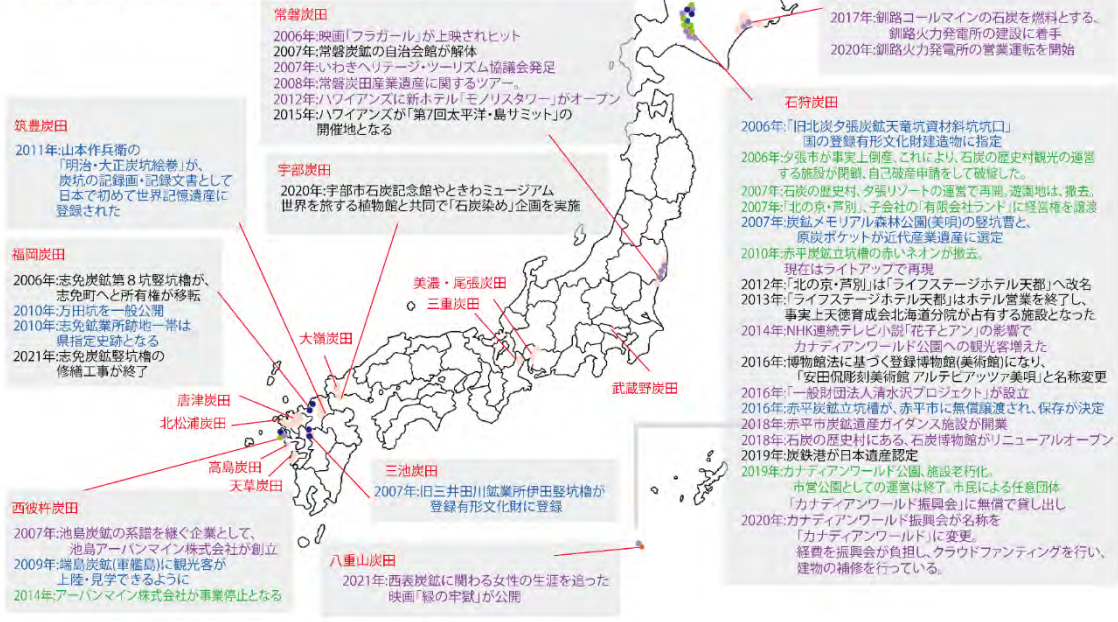 常磐炭田
2006年:映画「フラガール」が上映されヒット
2007年:常磐炭鉱の自治会館が解体
2007年:いわきヘリテージ・ツーリズム協議会発足
2008年:常磐炭田産業遺産に関するツアー。
2012年:ハワイアンズに新ホテル「モノリスタワー」がオープン
2015年:ハワイアンズが「第7回太平洋・島サミット」の
開催地となる
2017年:釧路コールマインの石炭を燃料とする、
釧路火力発電所の建設に着手
2020年:釧路火力発電所の営業運転を開始
筑豊炭田
2011年:山本作兵衛の
「明治・大正炭坑絵巻」が、
炭坑の記録画・記録文書として
日本で初めて世界記憶遺産に
登録された
宇部炭田
2020年:宇部市石炭記念館やときわミュージアム
世界を旅する植物館と共同で「石炭染め」企画を実施
福岡炭田
2006年:志免炭鉱第８坑竪坑櫓が、
志免町へと所有権が移転
2010年:万田坑を一般公開
2010年:志免鉱業所跡地一帯は
県指定史跡となる
2021年:志免炭鉱竪坑櫓の
修繕工事が終了
美濃・尾張炭田
三重炭田
大嶺炭田
武蔵野炭田
唐津炭田
北松浦炭田
高島炭田
天草炭田
三池炭田
2007年:旧三井田川鉱業所伊田竪坑櫓が
登録有形文化財に登録
西彼杵炭田
2007年:池島炭鉱の系譜を継ぐ企業として、
池島アーバンマイン株式会社が創立
2009年:端島炭鉱(軍艦島)に観光客が
上陸・見学できるように
2014年:アーバンマイン株式会社が事業停止となる
八重山炭田
2021年:西表炭鉱に関わる女性の生涯を追った
映画「緑の牢獄」が公開
石狩炭田
2006年:「旧北炭夕張炭鉱天竜坑資材斜坑坑口」
国の登録有形文化財建造物に指定
2006年:夕張市が事実上倒産、これにより、石炭の歴史村観光の運営
する施設が閉鎖、自己破産申請をして破綻した。
2007年:石炭の歴史村、夕張リゾートの運営で再開。遊園地は、撤去。
2007年:「北の京・芦別」、子会社の「有限会社ランド」に経営権を譲渡
2007年:炭鉱メモリアル森林公園(美唄)の竪坑曹と、
原炭ポケットが近代産業遺産に選定
2010年:赤平炭鉱立坑櫓の赤いネオンが撤去。
現在はライトアップで再現
2012年:「北の京・芦別」は「ライフステージホテル天都」へ改名
2013年:「ライフステージホテル天都」はホテル営業を終了し、
事実上天徳育成会北海道分院が占有する施設となった
2014年:NHK連続テレビ小説「花子とアン」の影響で
カナディアンワールド公園への観光客増えた
2016年:博物館法に基づく登録博物館(美術館)になり、
「安田侃彫刻美術館 アルテピアッツァ美唄」と名称変更
2016年:「一般財団法人清水沢プロジェクト」が設立
2016年:赤平炭鉱立坑櫓が、赤平市に無償譲渡され、保存が決定
2018年:赤平市炭鉱遺産ガイダンス施設が開業
2018年:石炭の歴史村にある、石炭博物館がリニューアルオープン
2019年:炭鉄港が日本遺産認定
2019年:カナディアンワールド公園、施設老朽化。
市営公園としての運営は終了。市民による任意団体
「カナディアンワールド振興会」に無償で貸し出し
2020年:カナディアンワールド振興会が名称を
「カナディアンワールド」に変更。
経費を振興会が負担し、クラウドファンディングを行い、
建物の補修を行っている。